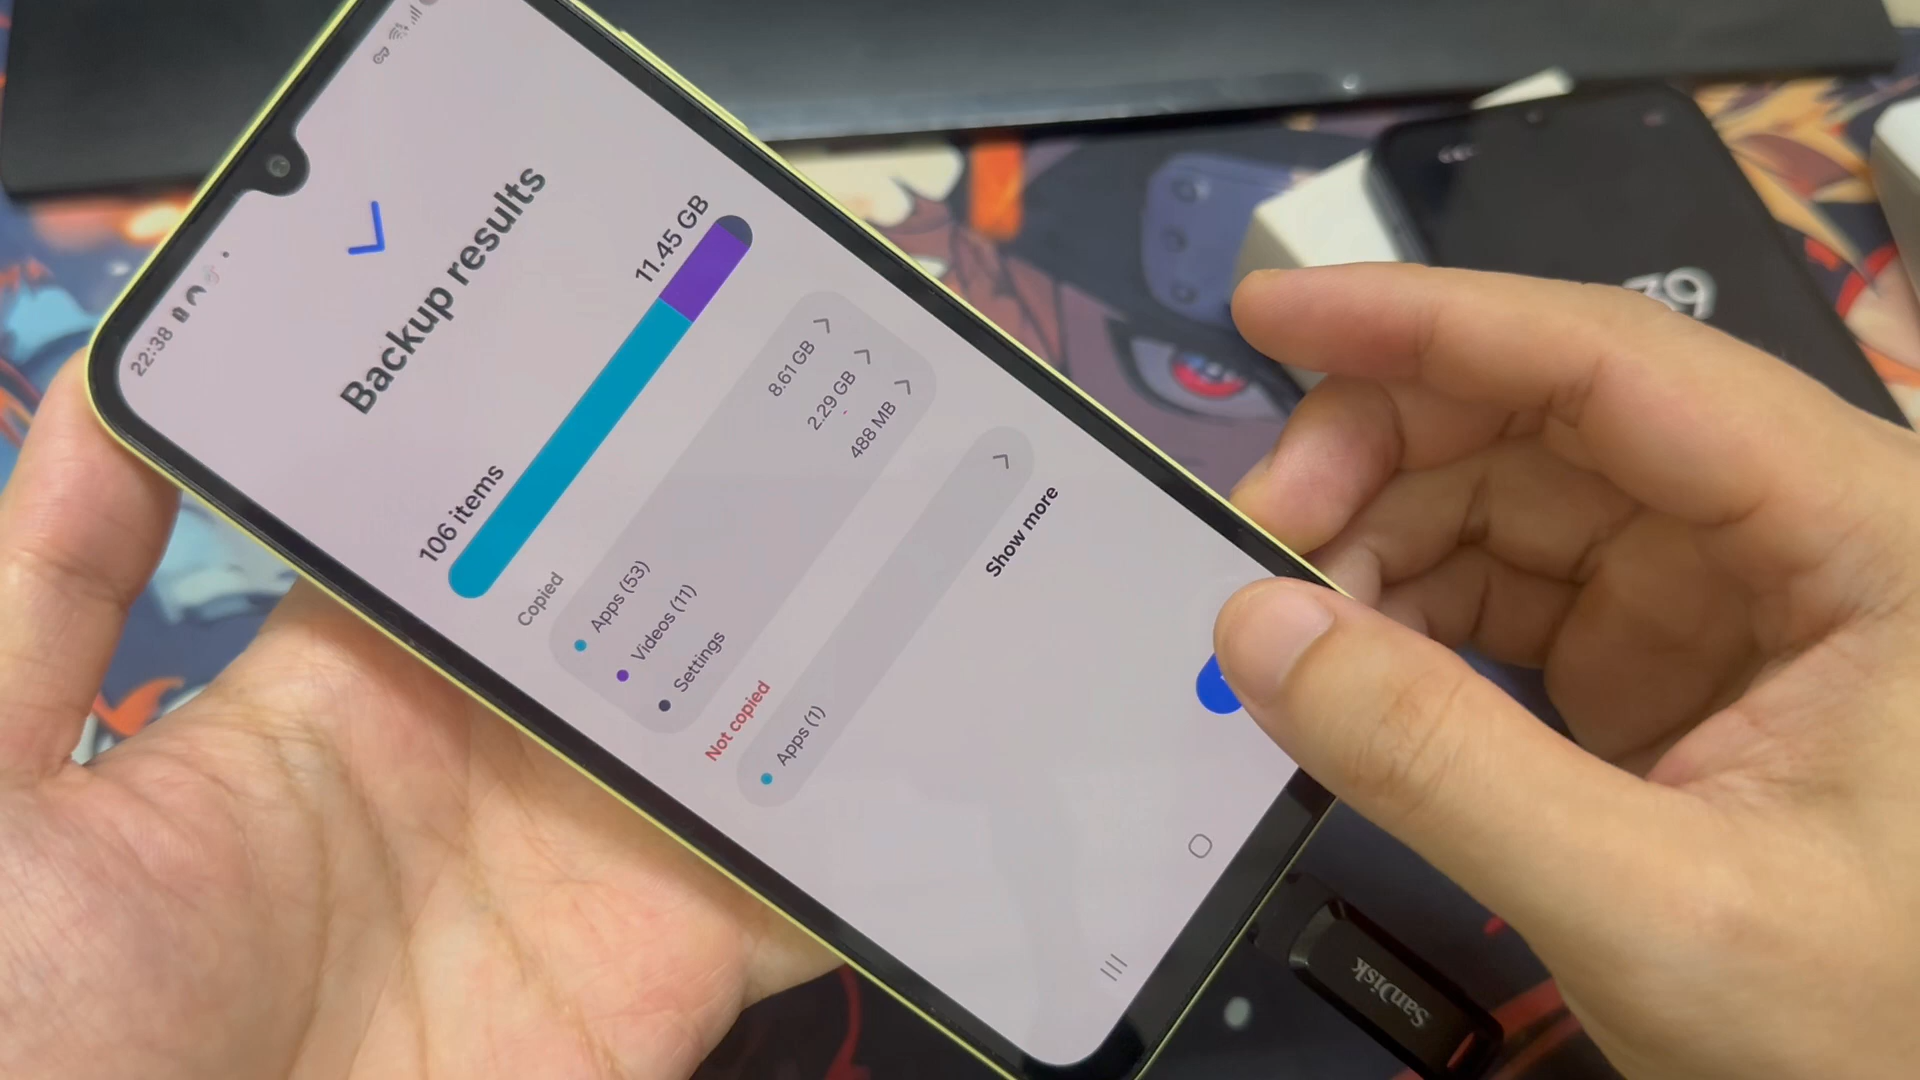 22:38
Backup results
106 items 11.45 GB
Copied
Apps (53) 8.61 GB
Videos (11) 2.29 GB
Settings 488 MB
Not copied
Apps (1)
Show more
SanDisk
39